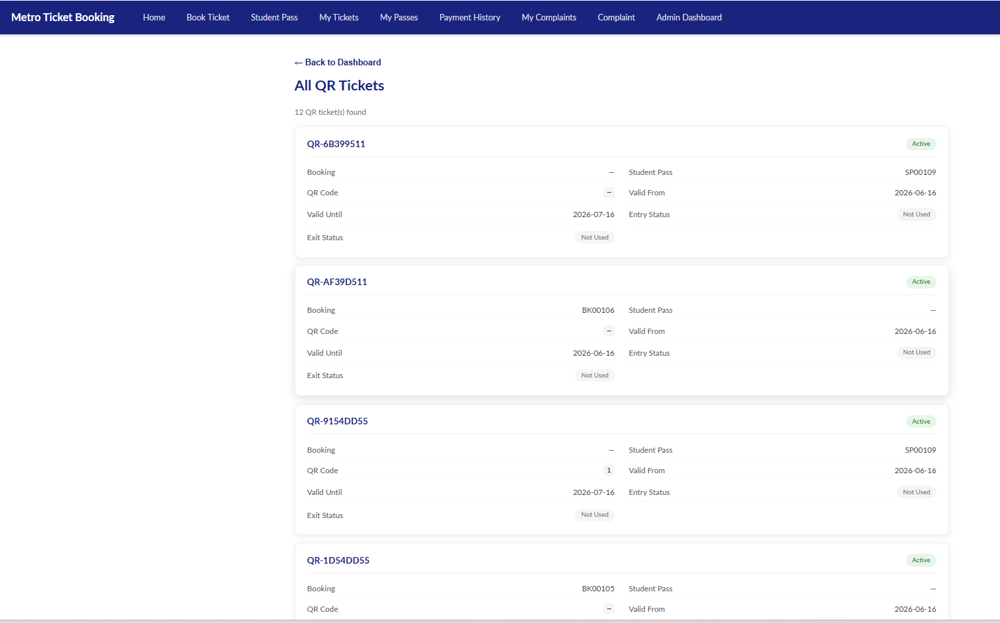 Metro Ticket Booking Home Book Ticket Student Pass My Tickets My Passes Payment History My Complaints Complaint Admin Dashboard
← Back to Dashboard
All QR Tickets
12 QR ticket(s) found
QR-6B399511 Active
Booking — Student Pass SP00109
QR Code — Valid From 2026-06-16
Valid Until 2026-07-16 Entry Status Not Used
Exit Status Not Used
QR-AF39D511 Active
Booking BK00106 Student Pass —
QR Code — Valid From 2026-06-16
Valid Until 2026-06-16 Entry Status Not Used
Exit Status Not Used
QR-9154DD55 Active
Booking — Student Pass SP00109
QR Code 1 Valid From 2026-06-16
Valid Until 2026-07-16 Entry Status Not Used
Exit Status Not Used
QR-1D54DD55 Active
Booking BK00105 Student Pass —
QR Code — Valid From 2026-06-16